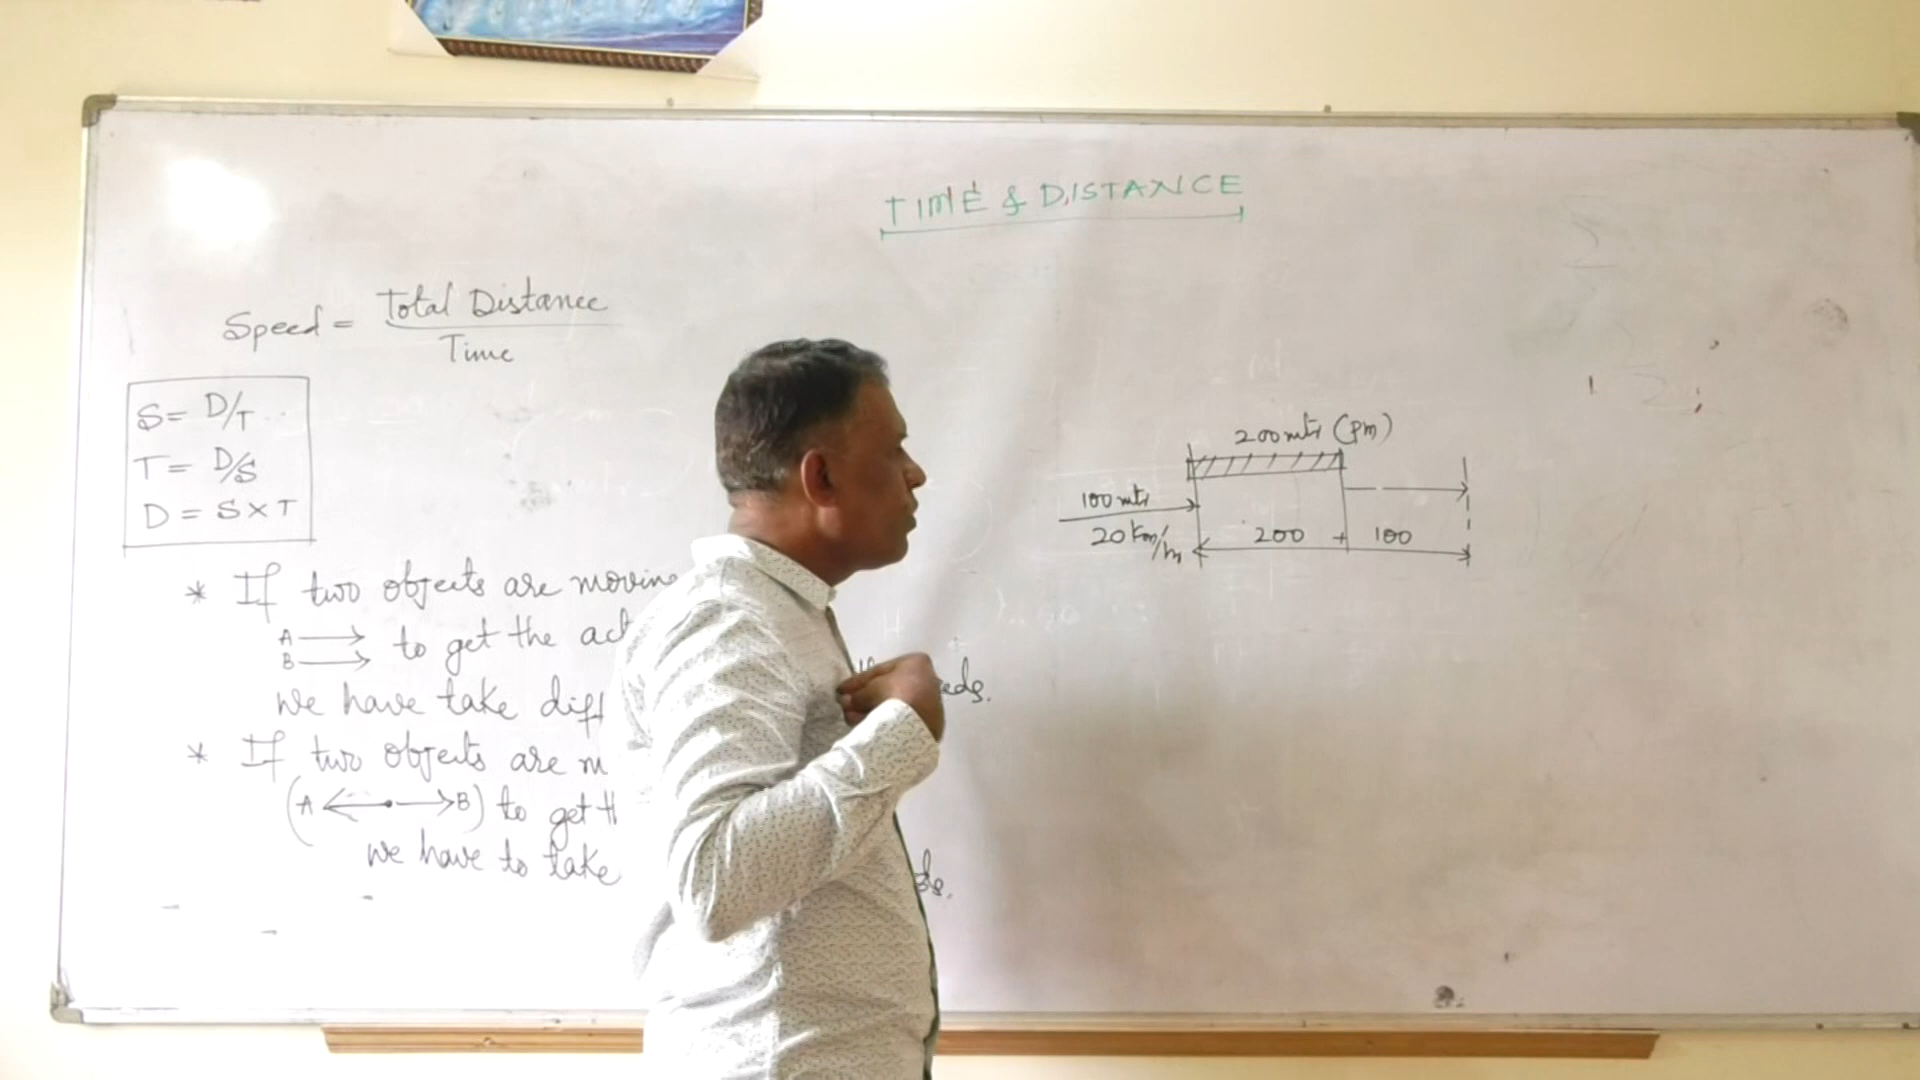 TIME & DISTANCE
Speed = Total Distance
Time
S = D/T
T = D/S
D = S x T
* If two objects are moving
A
B
to get the act
We have take diff
eds.
* If two objects are m
(A B) to get th
we have to take
ds.
200 mts (Pm)
100 mts
20 Km/h
200 + 100